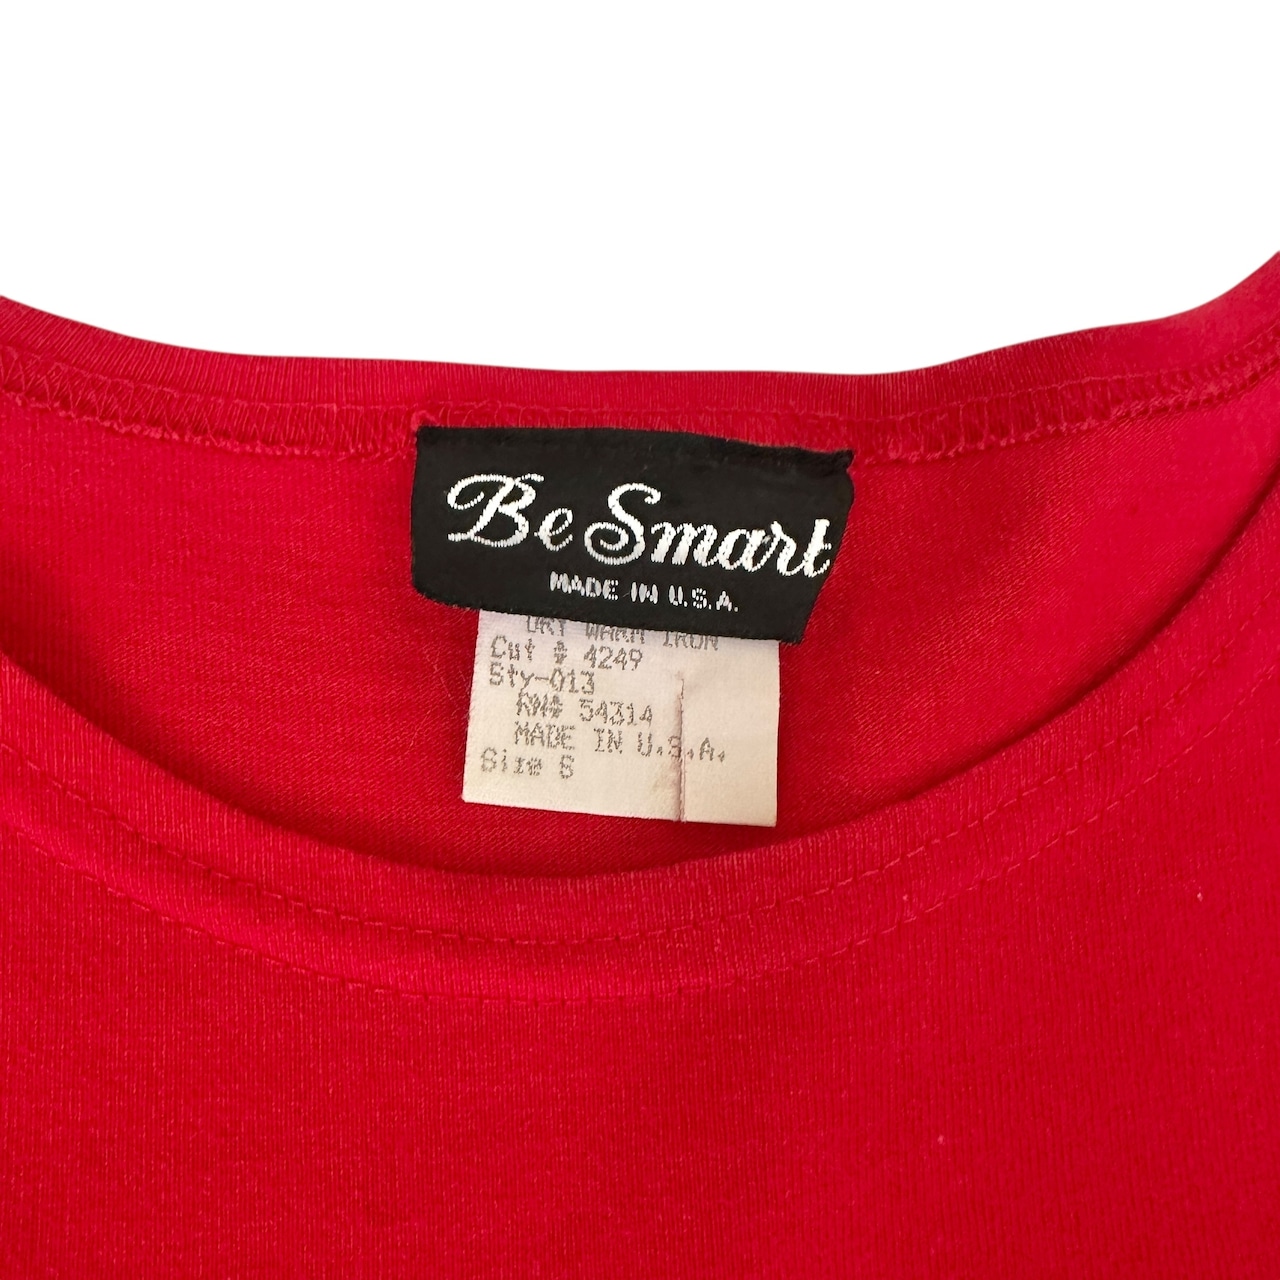 Be Smart
MADE IN U.S.A.
DRY WARM IRON
Cut # 4249
Sty-013
RN# 54314
MADE IN U.S.A.
Size S